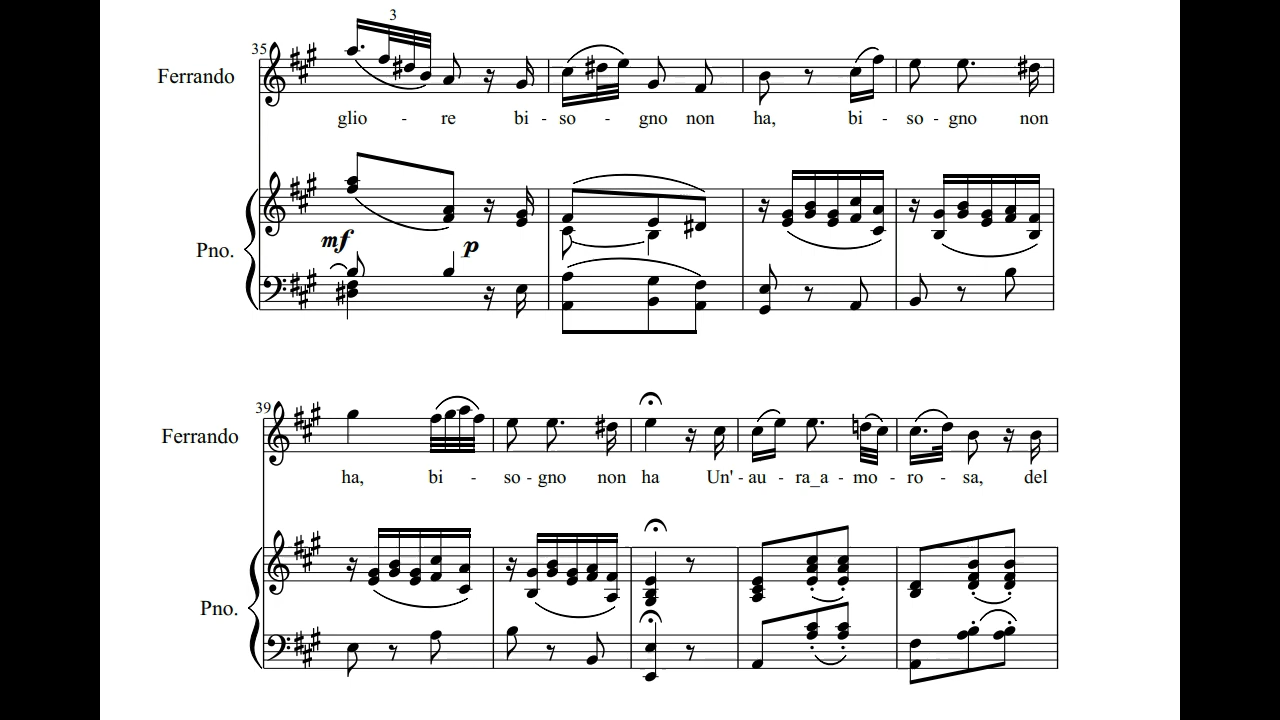 3
35
Ferrando
glio - re bi - so - gno non ha, bi - so - gno non
Pno.
mf
p
39
Ferrando
ha, bi - so - gno non ha Un' - au - ra_a - mo - ro - sa, del
Pno.